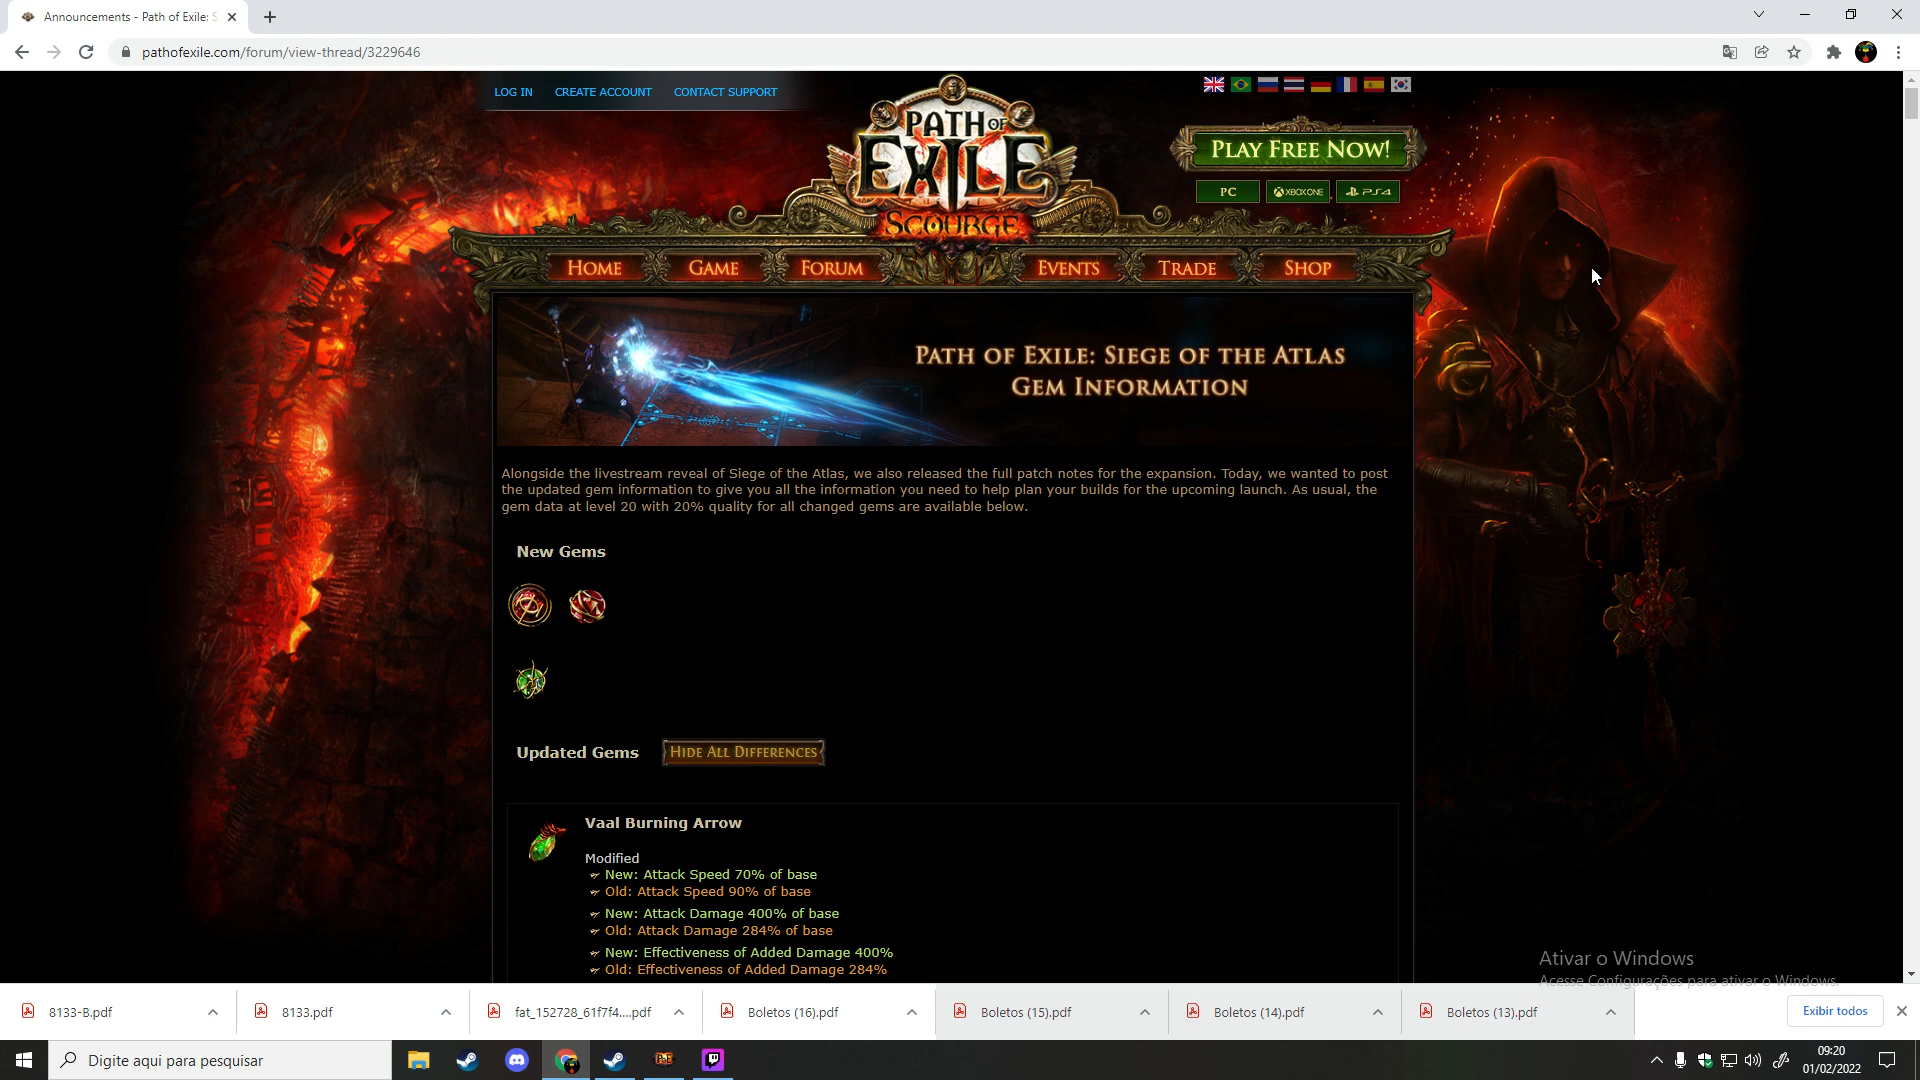 Announcements - Path of Exile: S
pathofexile.com/forum/view-thread/3229646
LOG IN
CREATE ACCOUNT
CONTACT SUPPORT
PATH OF
EXILE
SCOURGE
PLAY FREE NOW!
PC
XBOX ONE
PS4
HOME
GAME
FORUM
EVENTS
TRADE
SHOP
PATH OF EXILE: SIEGE OF THE ATLAS
GEM INFORMATION
Alongside the livestream reveal of Siege of the Atlas, we also released the full patch notes for the expansion. Today, we wanted to post
the updated gem information to give you all the information you need to help plan your builds for the upcoming launch. As usual, the
gem data at level 20 with 20% quality for all changed gems are available below.
New Gems
Updated Gems
HIDE ALL DIFFERENCES
Vaal Burning Arrow
Modified
New: Attack Speed 70% of base
Old: Attack Speed 90% of base
New: Attack Damage 400% of base
Old: Attack Damage 284% of base
New: Effectiveness of Added Damage 400%
Old: Effectiveness of Added Damage 284%
Ativar o Windows
Acesse Configurações para ativar o Windows.
8133-B.pdf
8133.pdf
fat_152728_61f7f4....pdf
Boletos (16).pdf
Boletos (15).pdf
Boletos (14).pdf
Boletos (13).pdf
Exibir todos
Digite aqui para pesquisar
PoE
09:20
01/02/2022